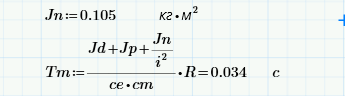 Jn:=0.105 кг•м²
Tm:=(Jd+Jp+Jn/i²)/(ce•cm)•R=0.034 c